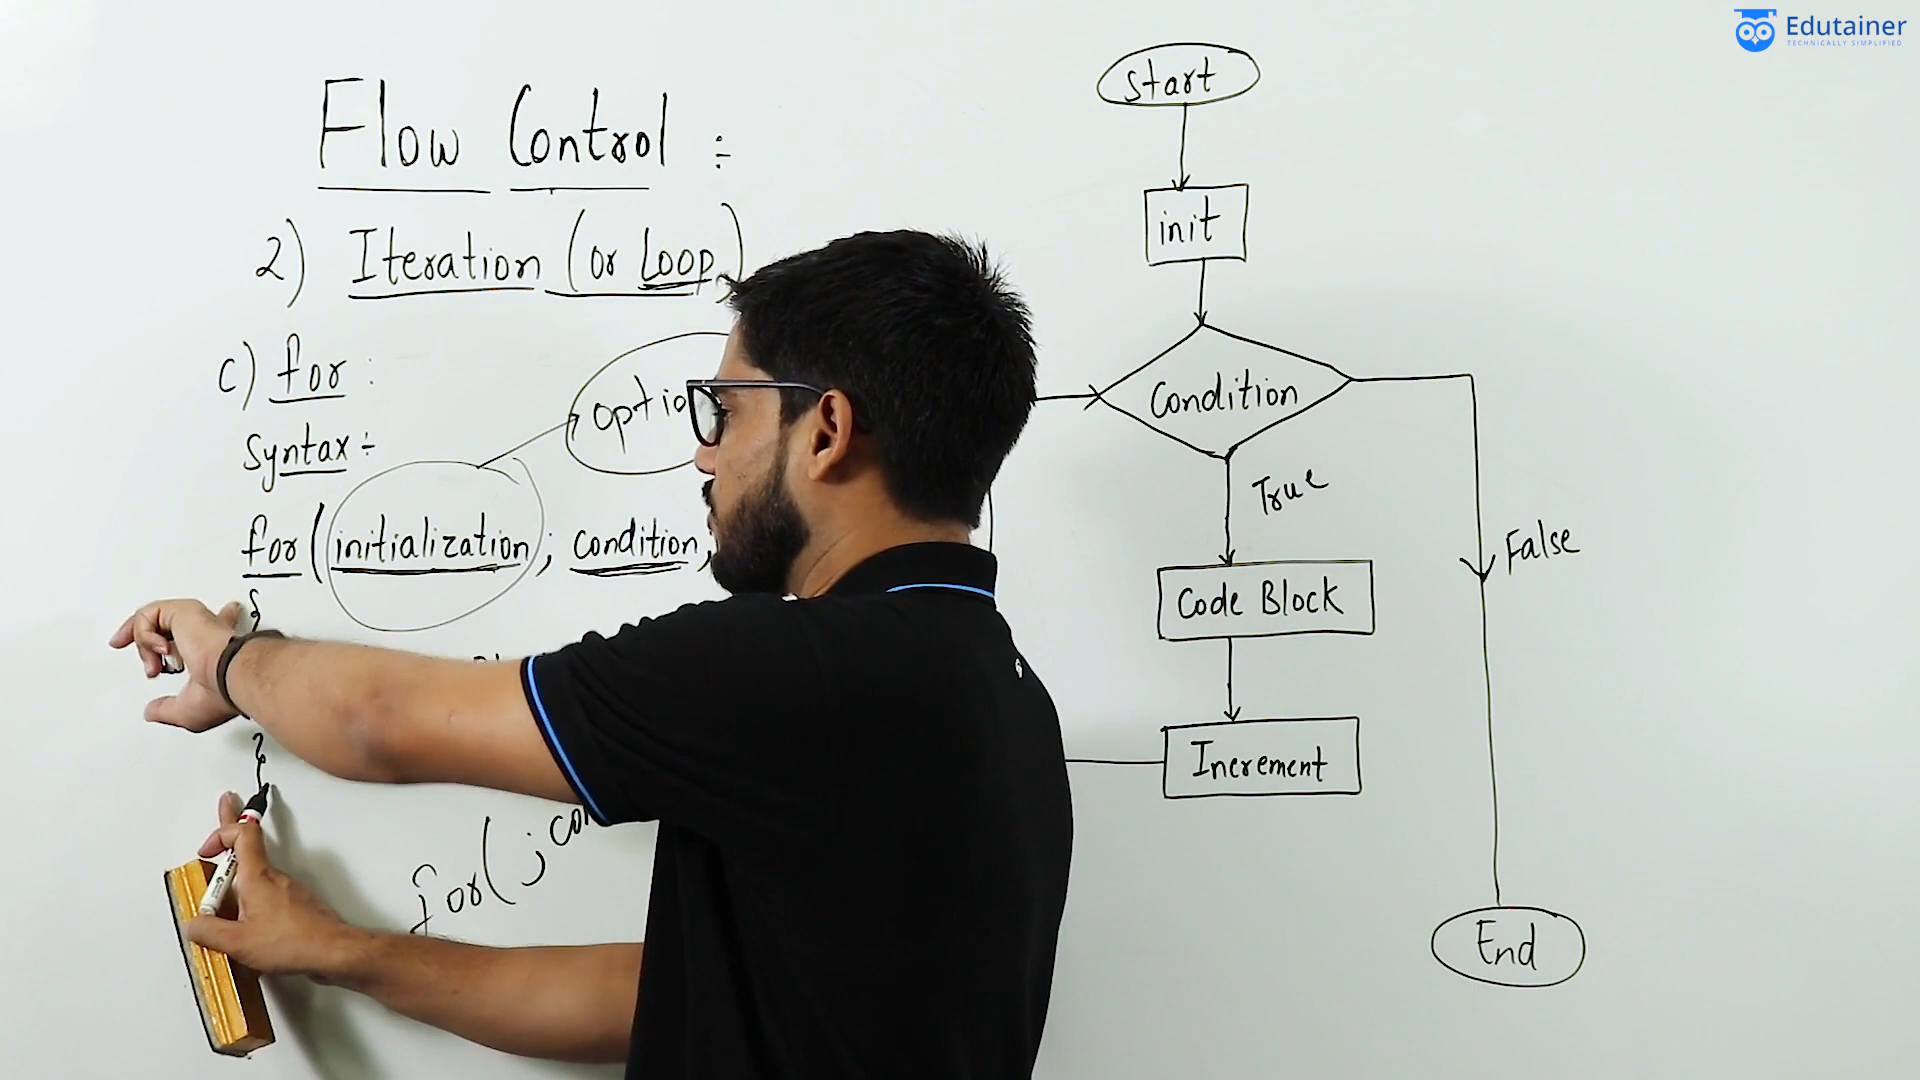 Edutainer
TECHNICALLY SIMPLIFIED
Flow Control :
2) Iteration (or Loop)
c) for :
Syntax :
for (initialization ; condition ;
{
}
for( ;
Start
init
Condition
True
False
Code Block
Increment
End